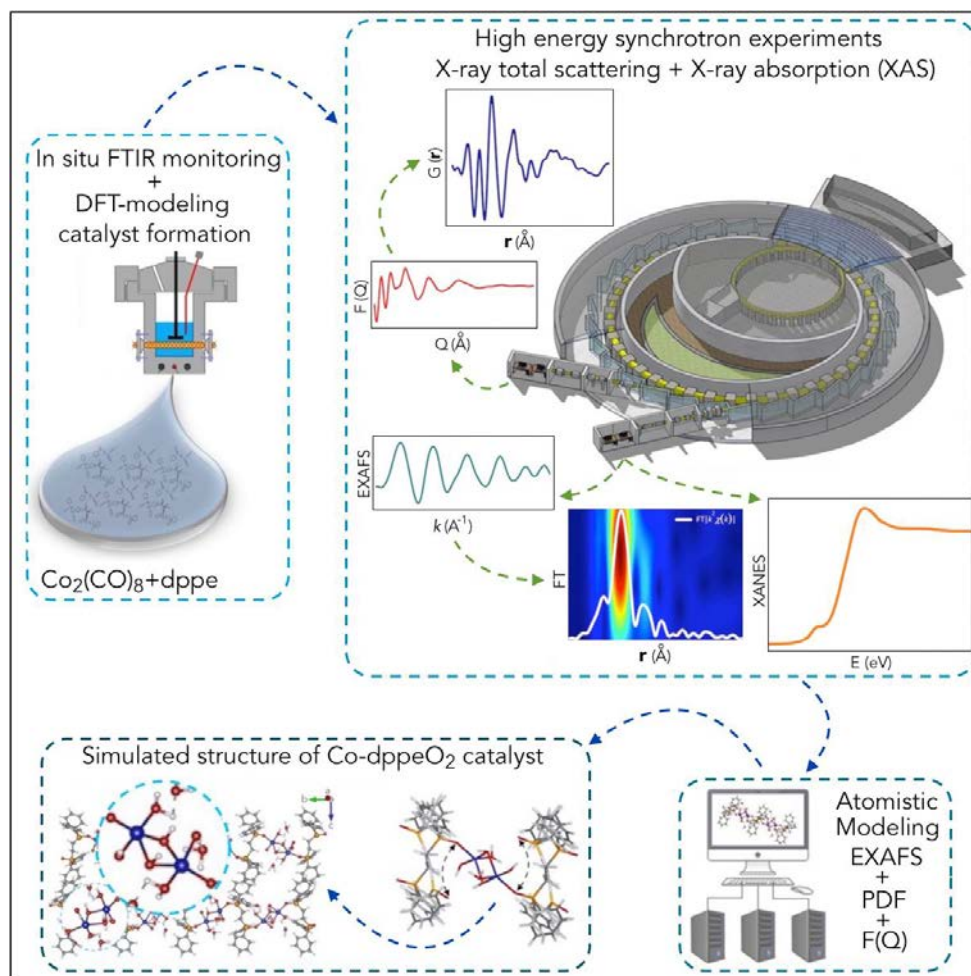 High energy synchrotron experiments
X-ray total scattering + X-ray absorption (XAS)
In situ FTIR monitoring
+
DFT-modeling
catalyst formation
G (r)
r (Å)
F (Q)
Q (Å)
EXAFS
k (A⁻¹)
FT
r (Å)
XANES
E (eV)
Co₂(CO)₈+dppe
Simulated structure of Co-dppeO₂ catalyst
b
c
Atomistic
Modeling
EXAFS
+
PDF
+
F(Q)